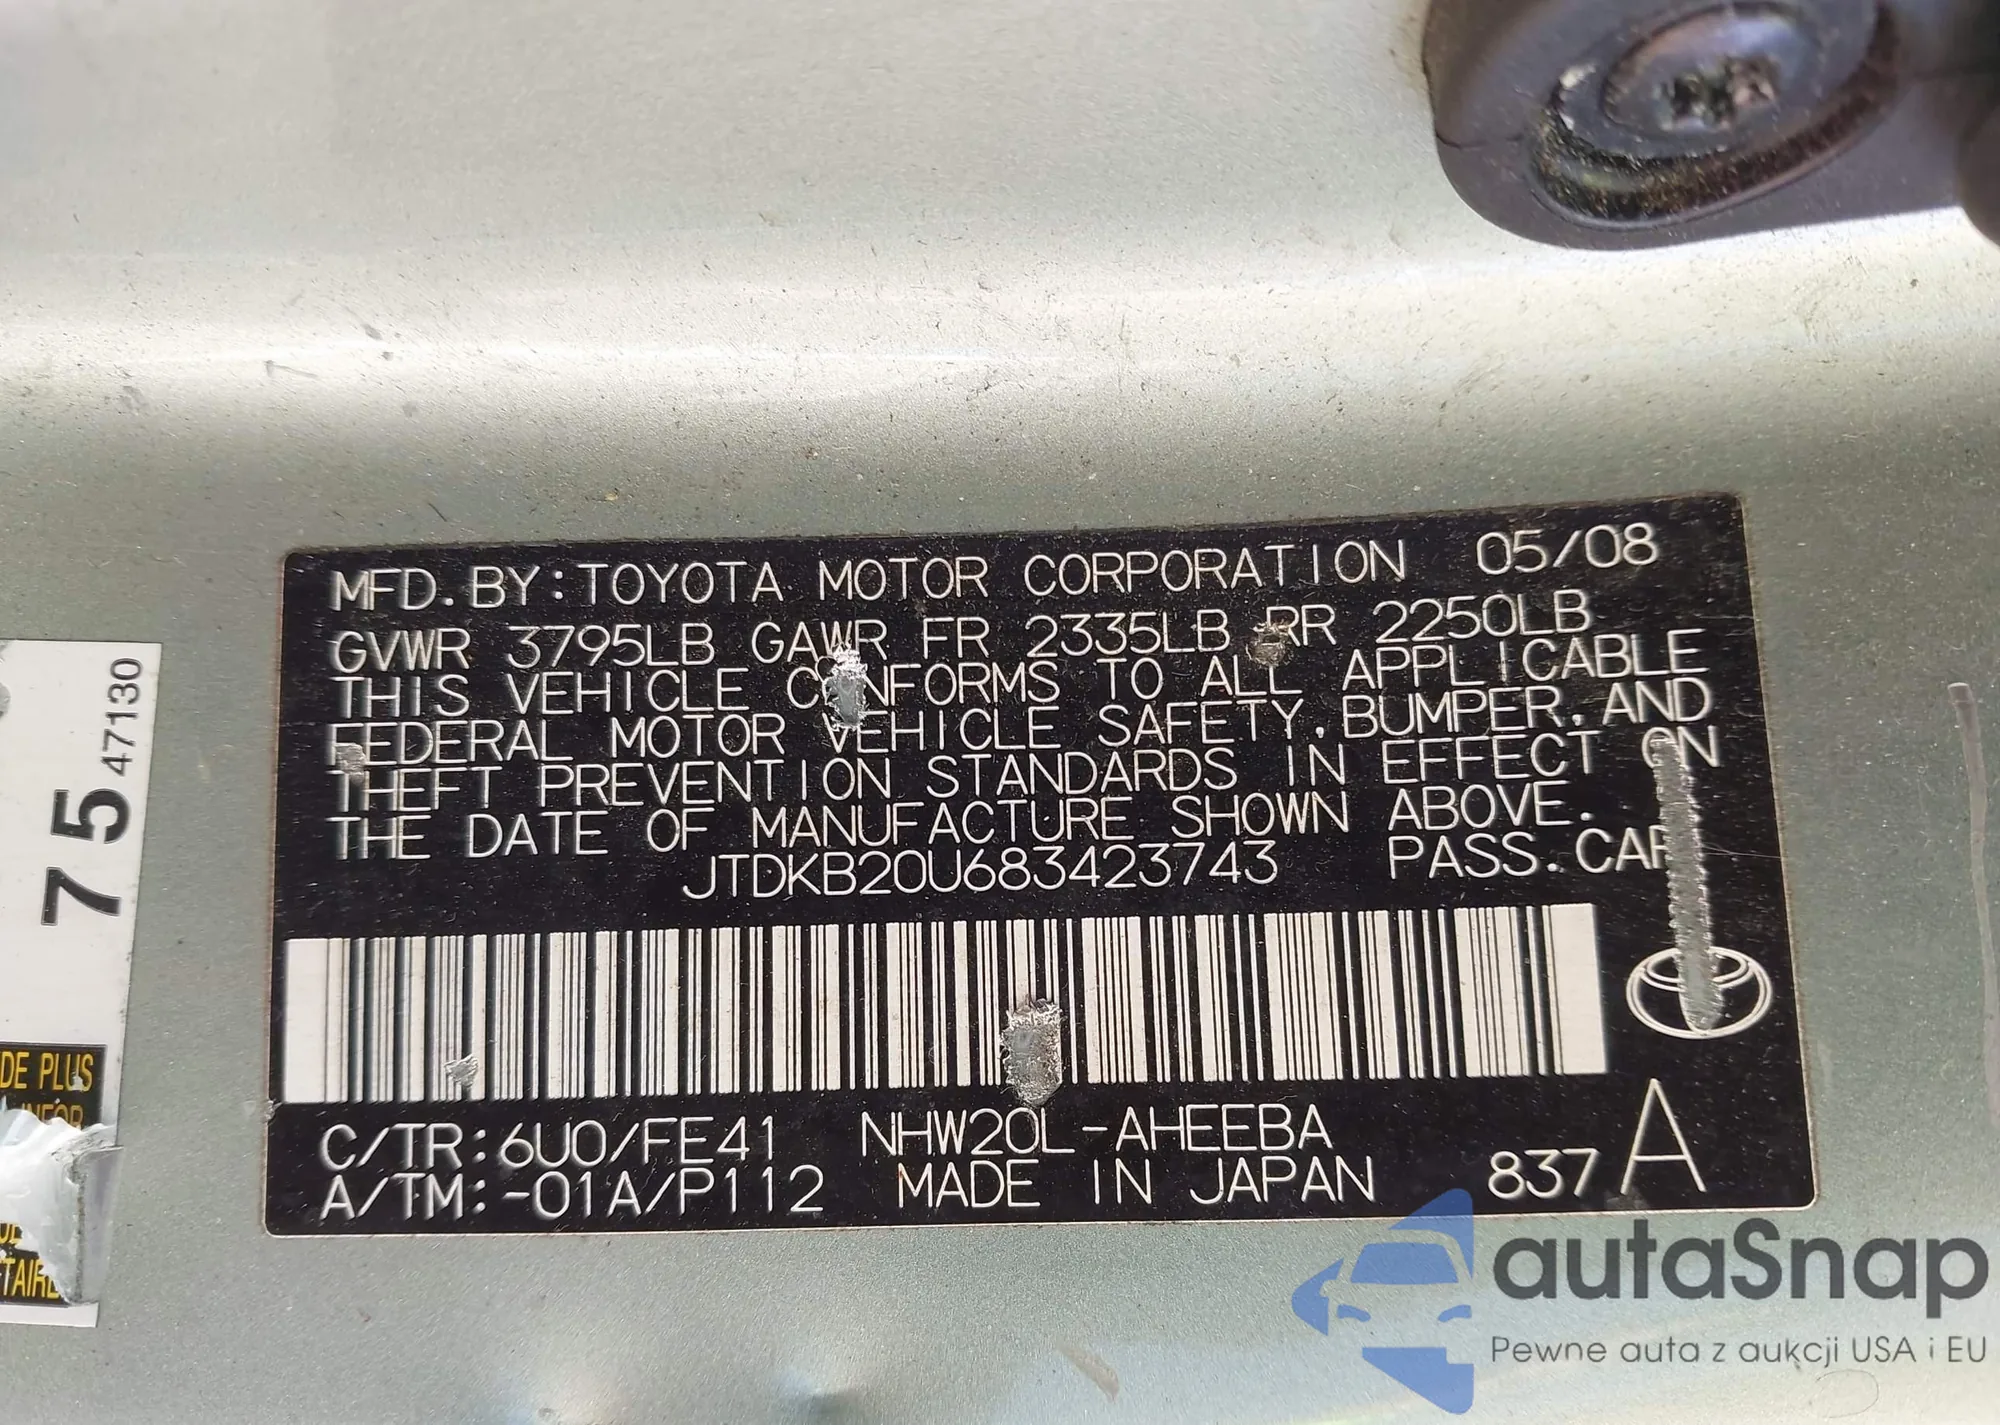 MFD. BY: TOYOTA MOTOR CORPORATION 05/08
GVWR 3795LB GAWR FR 2335LB RR 2250LB
THIS VEHICLE CONFORMS TO ALL APPLICABLE
FEDERAL MOTOR VEHICLE SAFETY, BUMPER, AND
THEFT PREVENTION STANDARDS IN EFFECT ON
THE DATE OF MANUFACTURE SHOWN ABOVE.
JTDKB20U683423743 PASS. CAR
C/TR: 6U0/FE41 NHW20L-AHEEBA
A/TM: -01A/P112 MADE IN JAPAN 837 A
75 47130
DE PLUS
TAIRE
autaSnap
Pewne auta z aukcji USA i EU